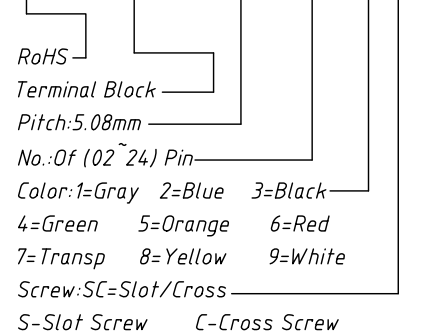 RoHS
Terminal Block
Pitch:5.08mm
No.:Of (02~24) Pin
Color:1=Gray 2=Blue 3=Black
4=Green 5=Orange 6=Red
7=Transp 8=Yellow 9=White
Screw:SC=Slot/Cross
S-Slot Screw C-Cross Screw